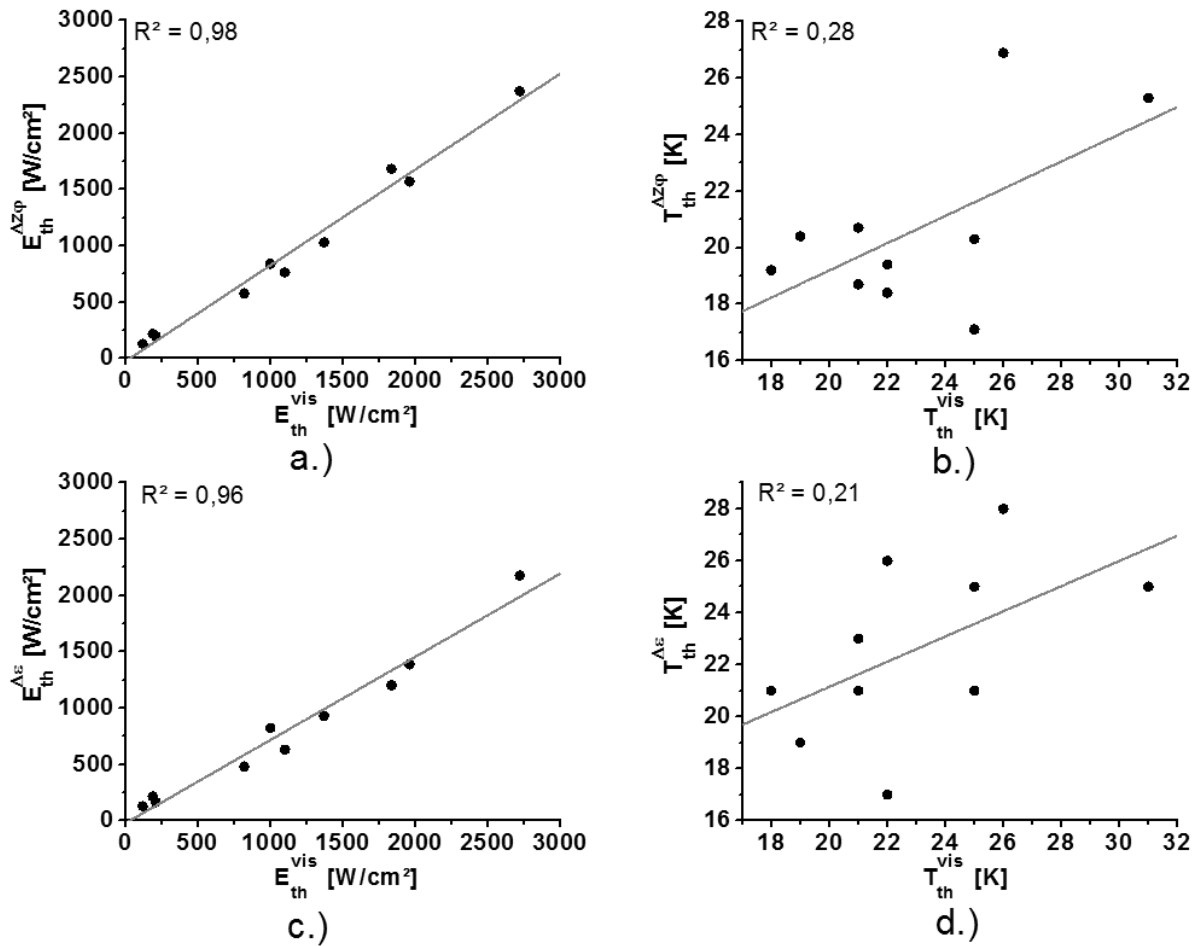 R² = 0,98
3000
2500
2000
1500
1000
500
0
E_th^ΔZφ [W/cm²]
0 500 1000 1500 2000 2500 3000
E_th^vis [W/cm²]
a.)
R² = 0,28
28
26
24
22
20
18
16
T_th^ΔZφ [K]
18 20 22 24 26 28 30 32
T_th^vis [K]
b.)
R² = 0,96
3000
2500
2000
1500
1000
500
0
E_th^Δε [W/cm²]
0 500 1000 1500 2000 2500 3000
E_th^vis [W/cm²]
c.)
R² = 0,21
28
26
24
22
20
18
16
T_th^Δε [K]
18 20 22 24 26 28 30 32
T_th^vis [K]
d.)